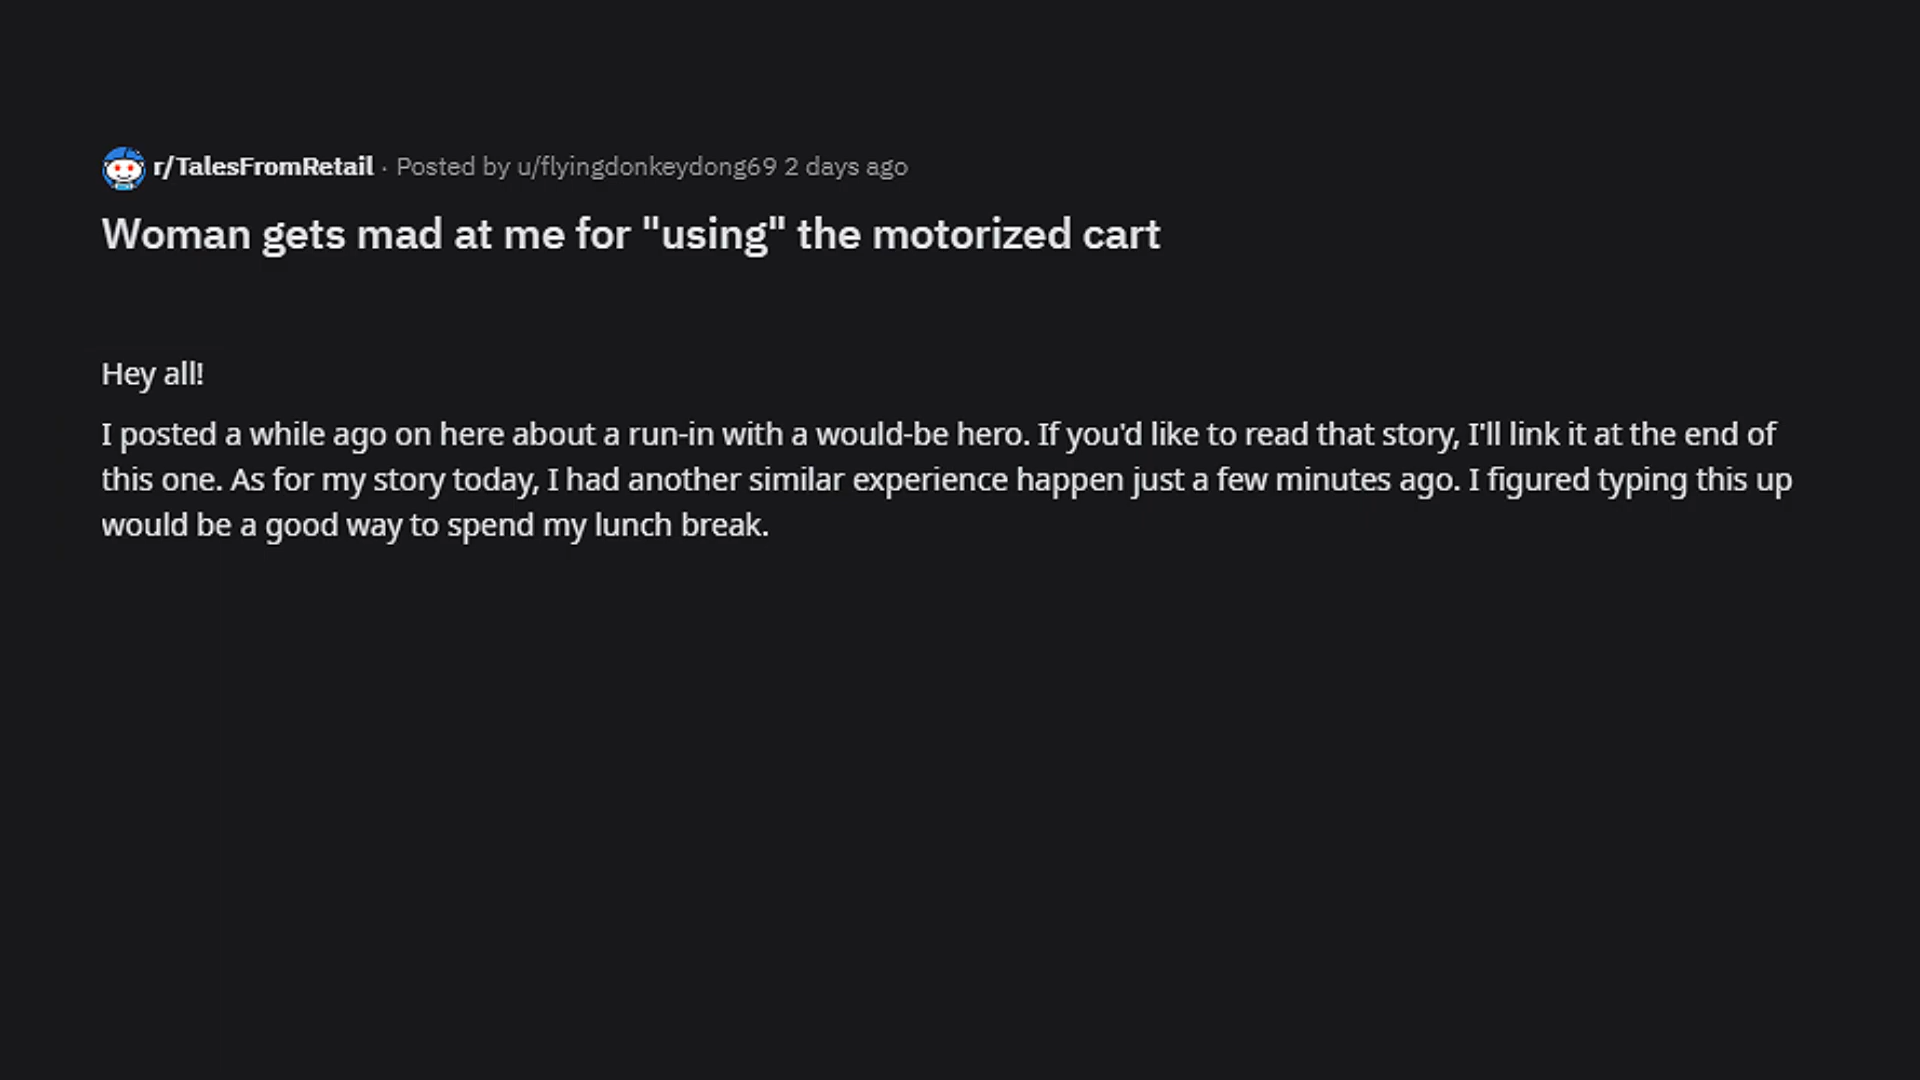 r/TalesFromRetail · Posted by u/flyingdonkeydong69 2 days ago
Woman gets mad at me for "using" the motorized cart
Hey all!
I posted a while ago on here about a run-in with a would-be hero. If you'd like to read that story, I'll link it at the end of
this one. As for my story today, I had another similar experience happen just a few minutes ago. I figured typing this up
would be a good way to spend my lunch break.